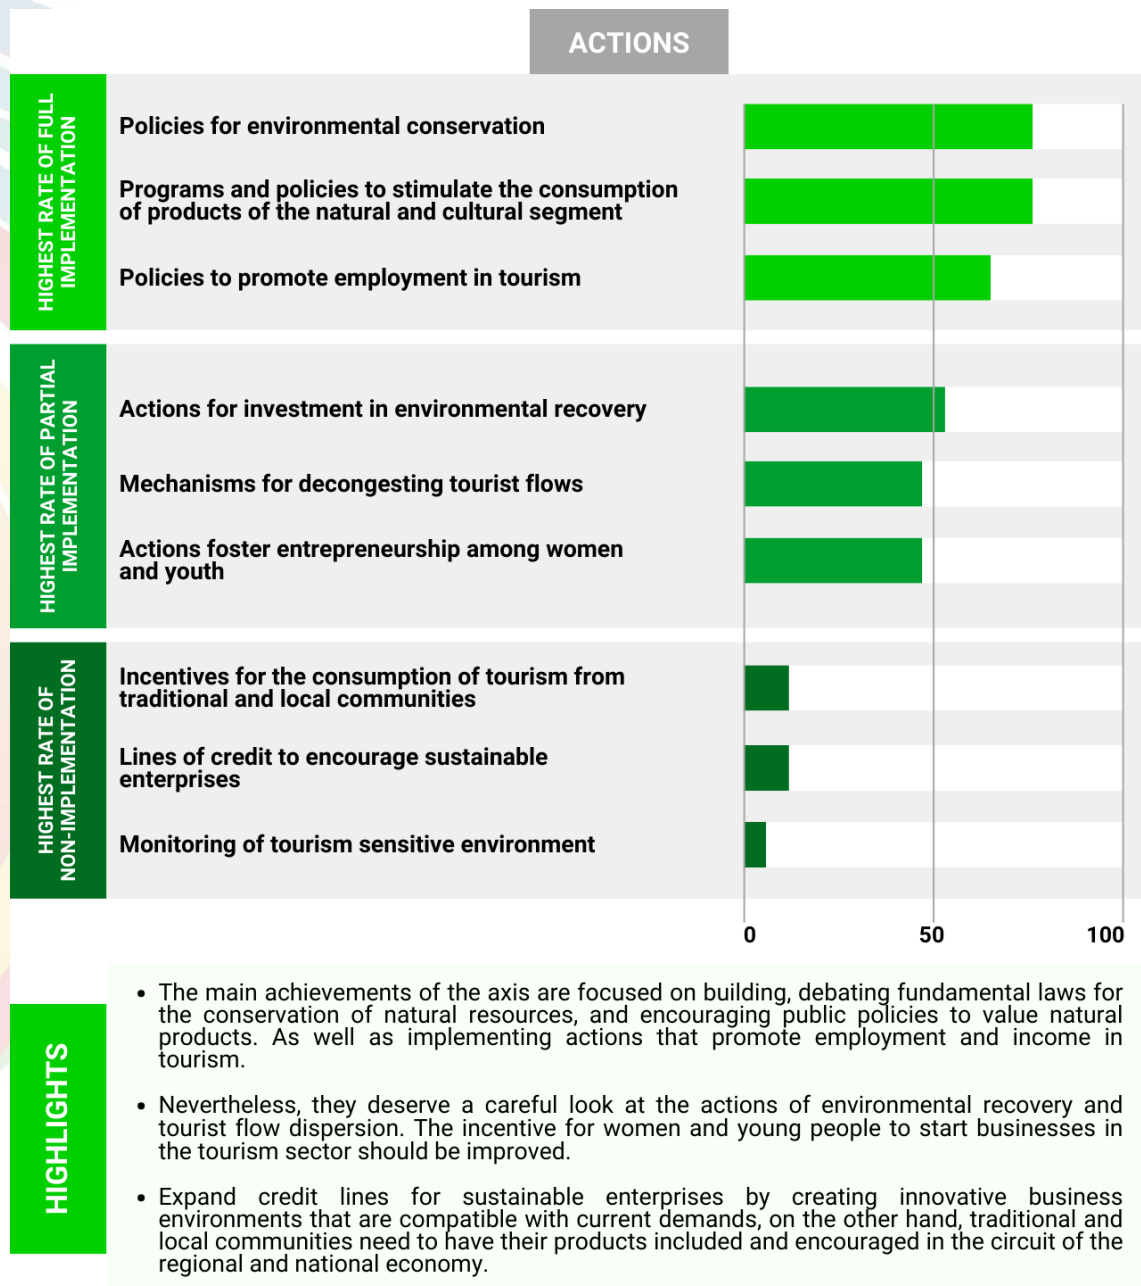 ACTIONS
HIGHEST RATE OF FULL
IMPLEMENTATION
Policies for environmental conservation
Programs and policies to stimulate the consumption
of products of the natural and cultural segment
Policies to promote employment in tourism
HIGHEST RATE OF PARTIAL
IMPLEMENTATION
Actions for investment in environmental recovery
Mechanisms for decongesting tourist flows
Actions foster entrepreneurship among women
and youth
HIGHEST RATE OF
NON-IMPLEMENTATION
Incentives for the consumption of tourism from
traditional and local communities
Lines of credit to encourage sustainable
enterprises
Monitoring of tourism sensitive environment
0 50 100
HIGHLIGHTS
• The main achievements of the axis are focused on building, debating fundamental laws for
the conservation of natural resources, and encouraging public policies to value natural
products. As well as implementing actions that promote employment and income in
tourism.
• Nevertheless, they deserve a careful look at the actions of environmental recovery and
tourist flow dispersion. The incentive for women and young people to start businesses in
the tourism sector should be improved.
• Expand credit lines for sustainable enterprises by creating innovative business
environments that are compatible with current demands, on the other hand, traditional and
local communities need to have their products included and encouraged in the circuit of the
regional and national economy.